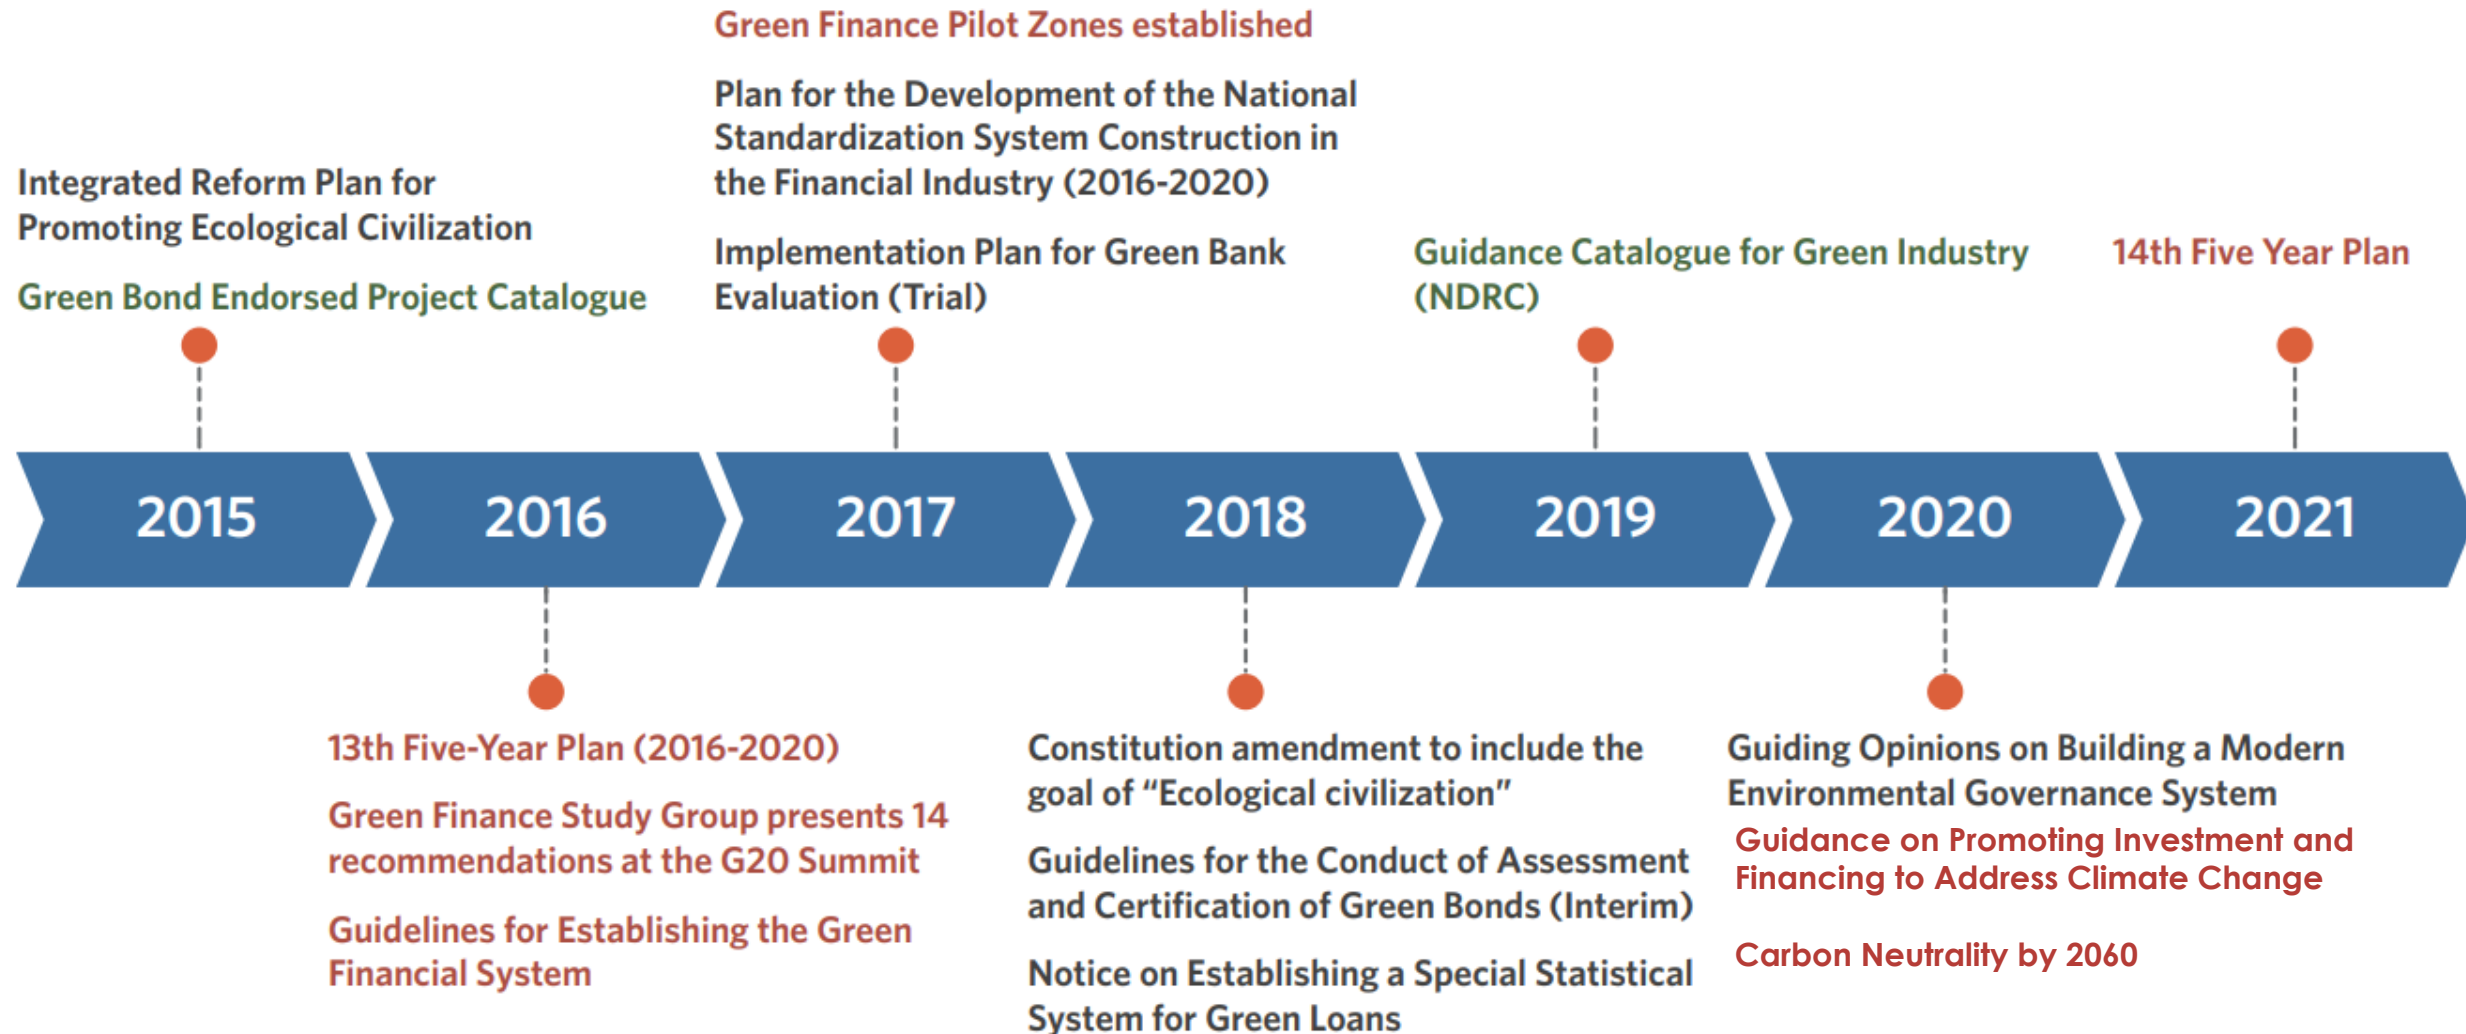 Green Finance Pilot Zones established
Plan for the Development of the National
Standardization System Construction in
the Financial Industry (2016-2020)
Implementation Plan for Green Bank
Evaluation (Trial)
Integrated Reform Plan for
Promoting Ecological Civilization
Green Bond Endorsed Project Catalogue
Guidance Catalogue for Green Industry
(NDRC)
14th Five Year Plan
2015
2016
2017
2018
2019
2020
2021
13th Five-Year Plan (2016-2020)
Green Finance Study Group presents 14
recommendations at the G20 Summit
Guidelines for Establishing the Green
Financial System
Constitution amendment to include the
goal of “Ecological civilization”
Guidelines for the Conduct of Assessment
and Certification of Green Bonds (Interim)
Notice on Establishing a Special Statistical
System for Green Loans
Guiding Opinions on Building a Modern
Environmental Governance System
Guidance on Promoting Investment and
Financing to Address Climate Change
Carbon Neutrality by 2060